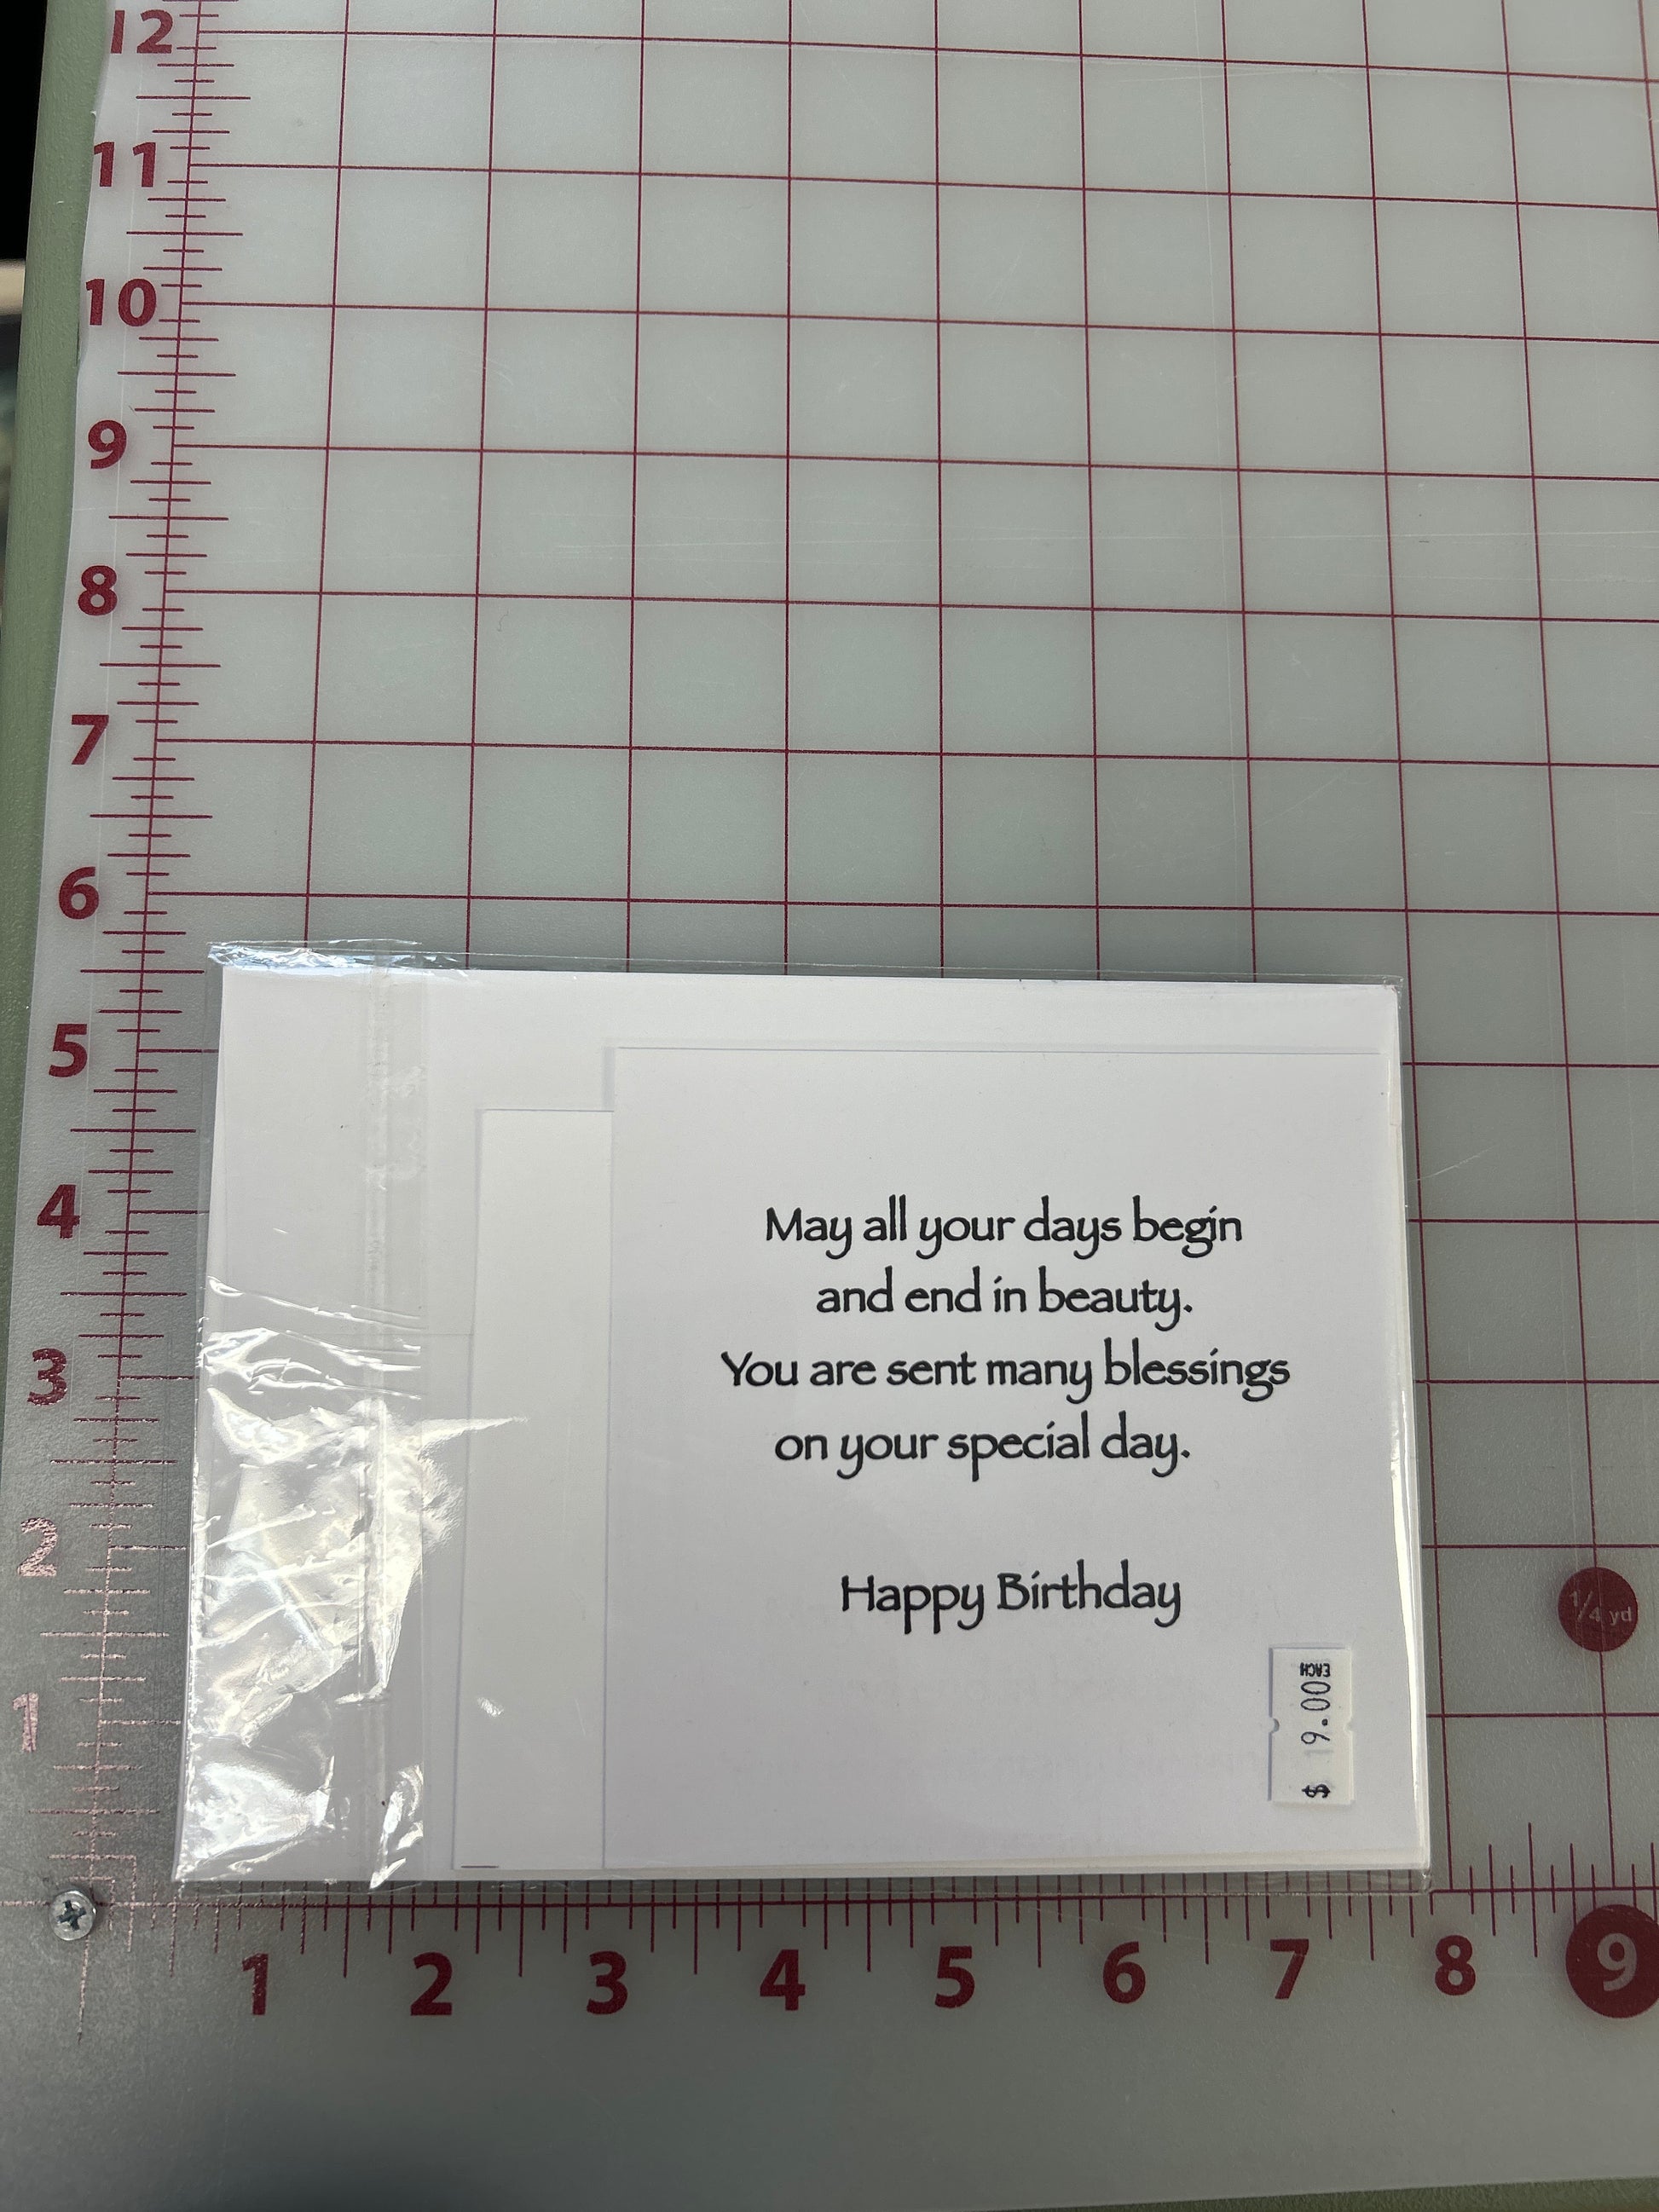 12
11
10
9
8
7
6
5
4
3
2
1
May all your days begin
and end in beauty.
You are sent many blessings
on your special day.
Happy Birthday
$ 19.00 EACH
1/4 yd
1 2 3 4 5 6 7 8 9